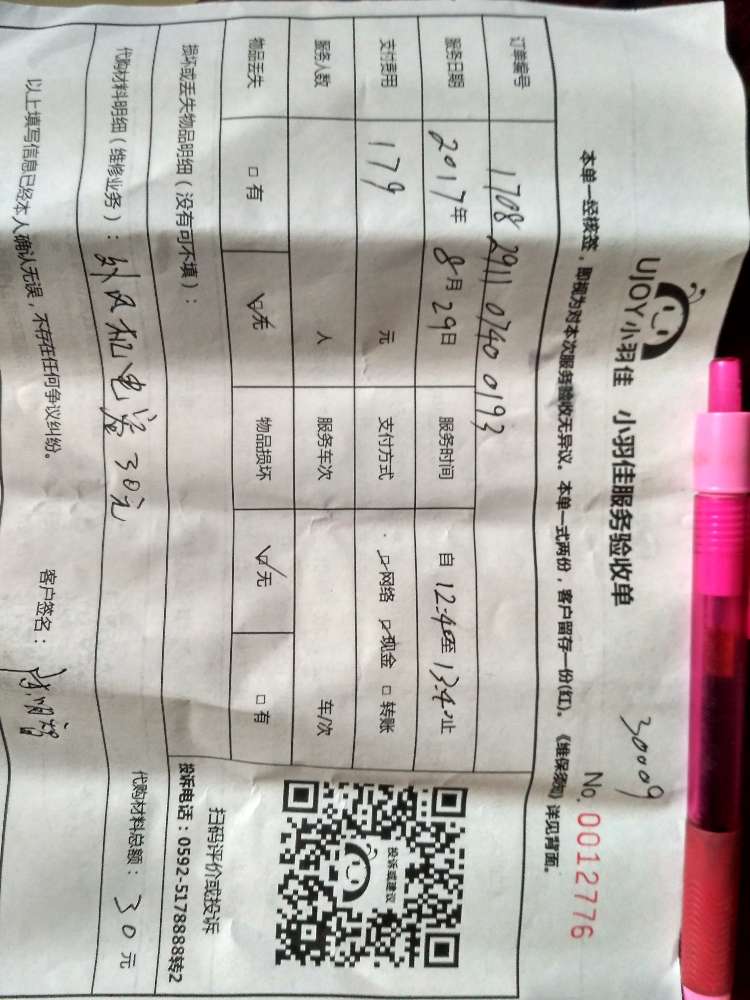 30009
UJOY小羽佳 小羽佳服务验收单 No. 0012776
本单一经核签，即视为对本次服务验收无异议。本单一式两份，客户留存一份(红)。《维保须知》详见背面。
订单编号 1708 2911 0740 0193
服务日期 2017年 8月 29日 服务时间 自 12:40至 13:40止
支付费用 179 元 支付方式 ☑网络 ☑现金 □ 转账
服务人数 人 服务车次 车/次
物品丢失 □ 有 ☑无 物品损坏 ☑无 □ 有
损坏或丢失物品明细（没有可不填）：
投诉或建议
扫码评价或投诉
投诉电话：0592-5178888转2
代购材料明细（维修业务）：外风机电容30元 代购材料总额：30元
以上填写信息已经本人确认无误，不存在任何争议纠纷。 客户签名：